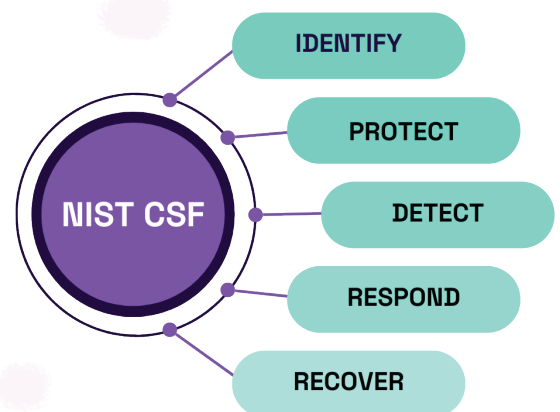 IDENTIFY
PROTECT
NIST CSF
DETECT
RESPOND
RECOVER